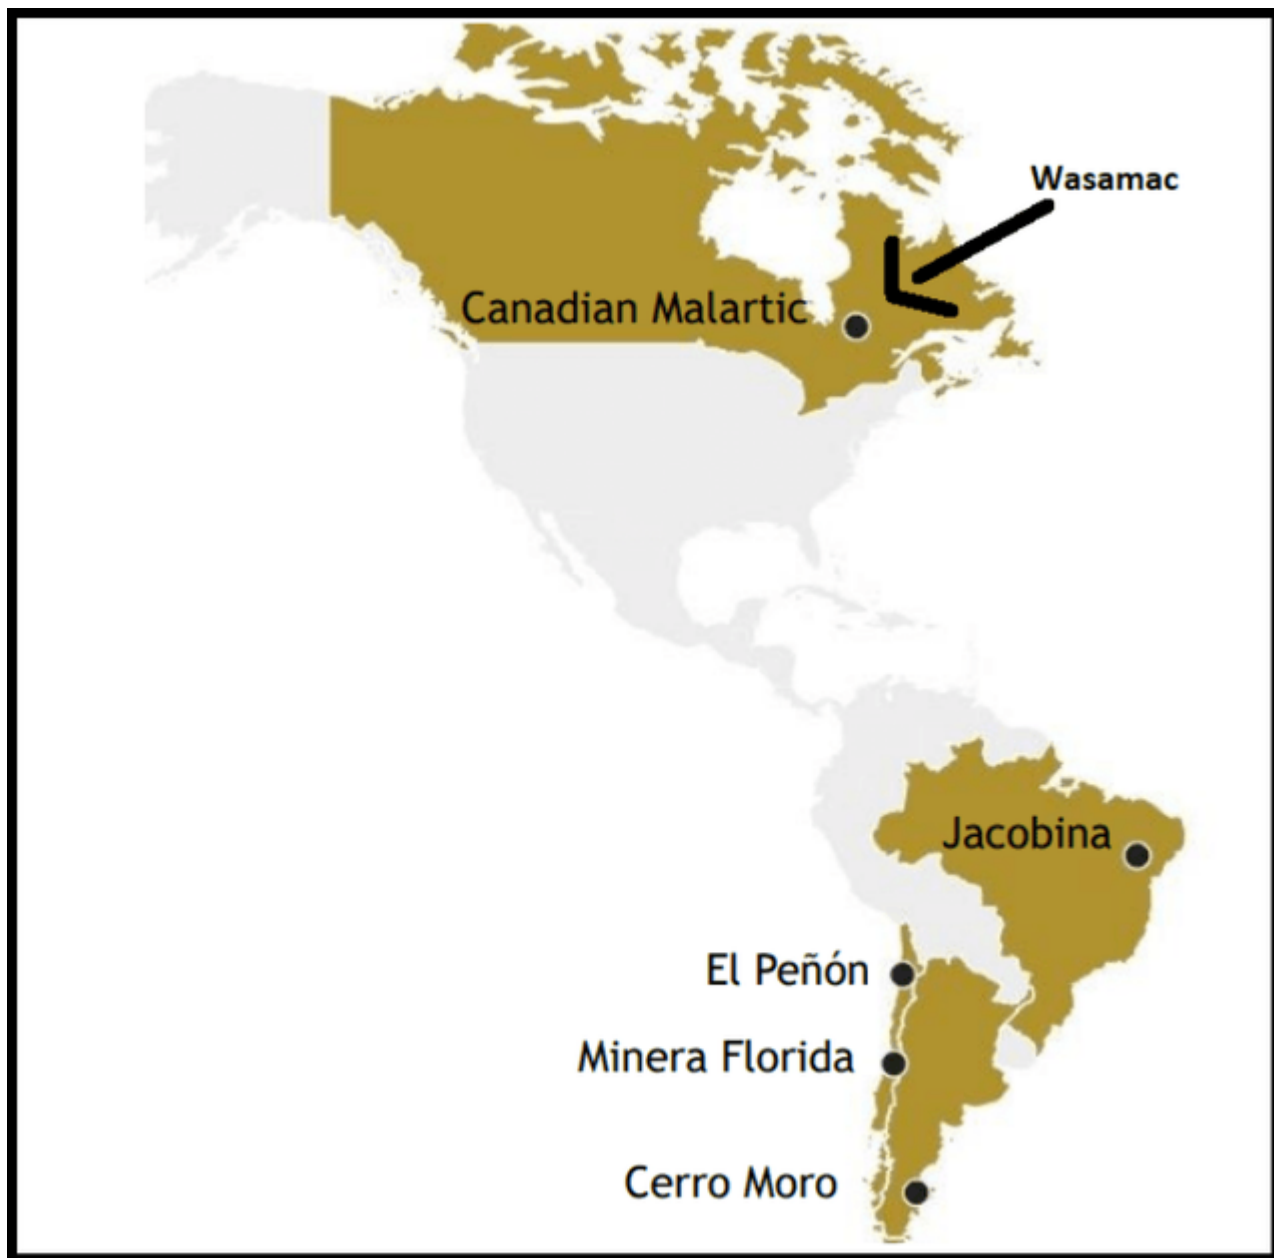 Wasamac
Canadian Malartic
Jacobina
El Peñón
Minera Florida
Cerro Moro